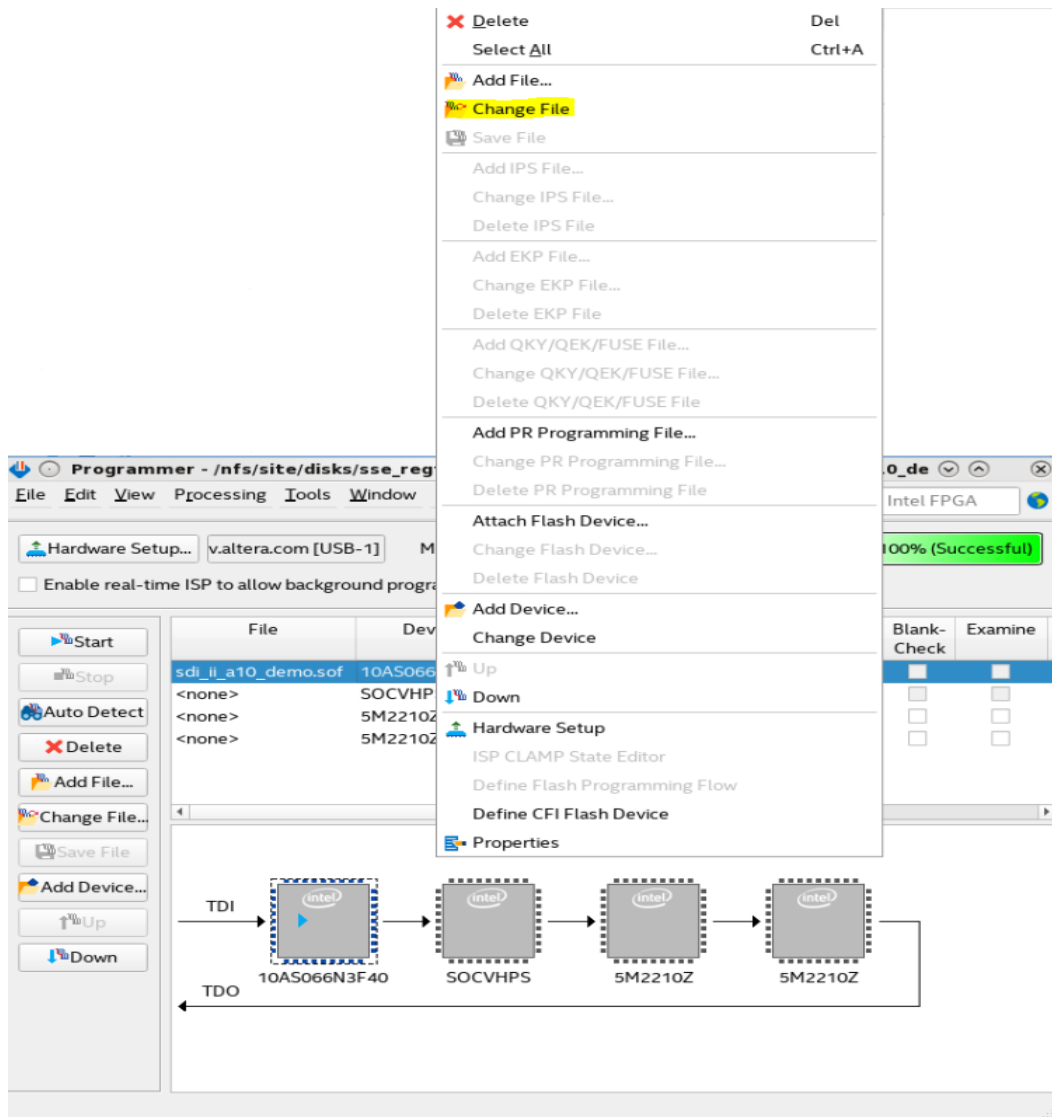 Delete Del
Select All Ctrl+A
Add File...
Change File
Save File
Add IPS File...
Change IPS File...
Delete IPS File
Add EKP File...
Change EKP File...
Delete EKP File
Add QKY/QEK/FUSE File...
Change QKY/QEK/FUSE File...
Delete QKY/QEK/FUSE File
Add PR Programming File...
Change PR Programming File...
Delete PR Programming File
Attach Flash Device...
Change Flash Device...
Delete Flash Device
Add Device...
Change Device
Up
Down
Hardware Setup
ISP CLAMP State Editor
Define Flash Programming Flow
Define CFI Flash Device
Properties
Programmer - /nfs/site/disks/sse_reg
.0_de
File Edit View Processing Tools Window
Intel FPGA
Hardware Setup... v.altera.com [USB-1] M
100% (Successful)
Enable real-time ISP to allow background progra
Start
Stop
Auto Detect
Delete
Add File...
Change File...
Save File
Add Device...
Up
Down
File Dev Blank-Check Examine
sdi_ii_a10_demo.sof 10AS066
<none> SOCVHP
<none> 5M2210Z
<none> 5M2210Z
TDI
intel intel intel intel
10AS066N3F40 SOCVHPS 5M2210Z 5M2210Z
TDO